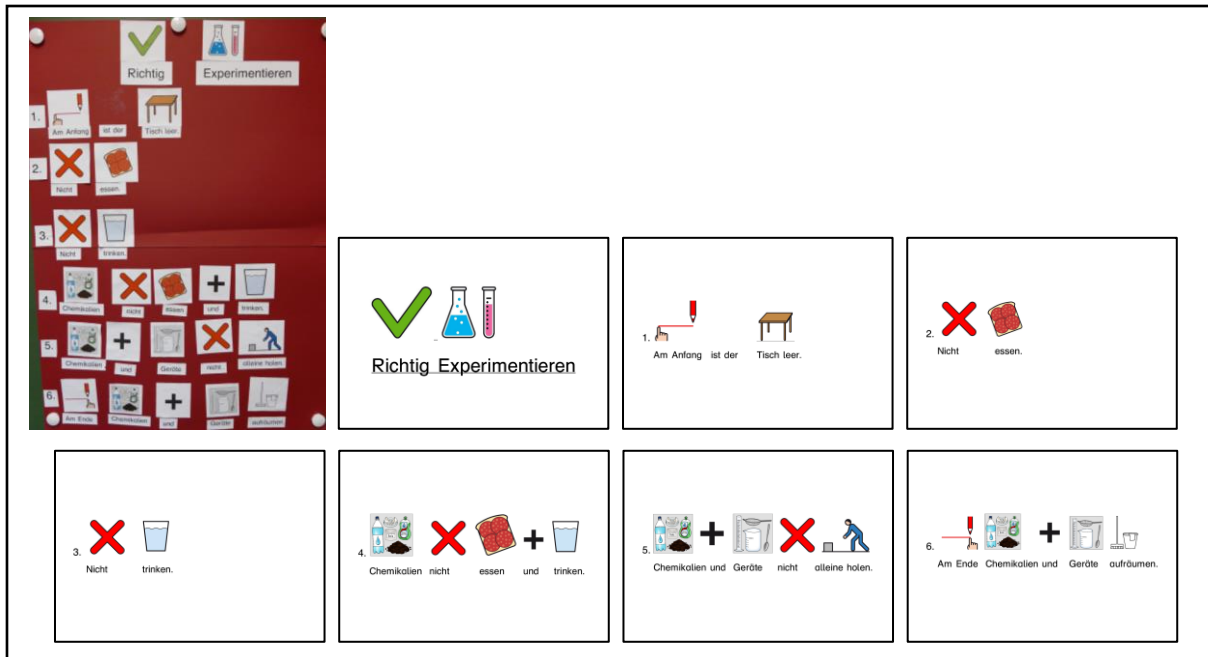 Richtig Experimentieren
1.
Am Anfang ist der Tisch leer.
2.
Nicht essen.
3.
Nicht trinken.
4.
Chemikalien nicht essen und trinken.
5.
Chemikalien und Geräte nicht alleine holen
6.
Am Ende Chemikalien und Geräte aufräumen
Richtig Experimentieren
1.
Am Anfang ist der Tisch leer.
2.
Nicht essen.
3.
Nicht trinken.
4.
Chemikalien nicht essen und trinken.
5.
Chemikalien und Geräte nicht alleine holen.
6.
Am Ende Chemikalien und Geräte aufräumen.